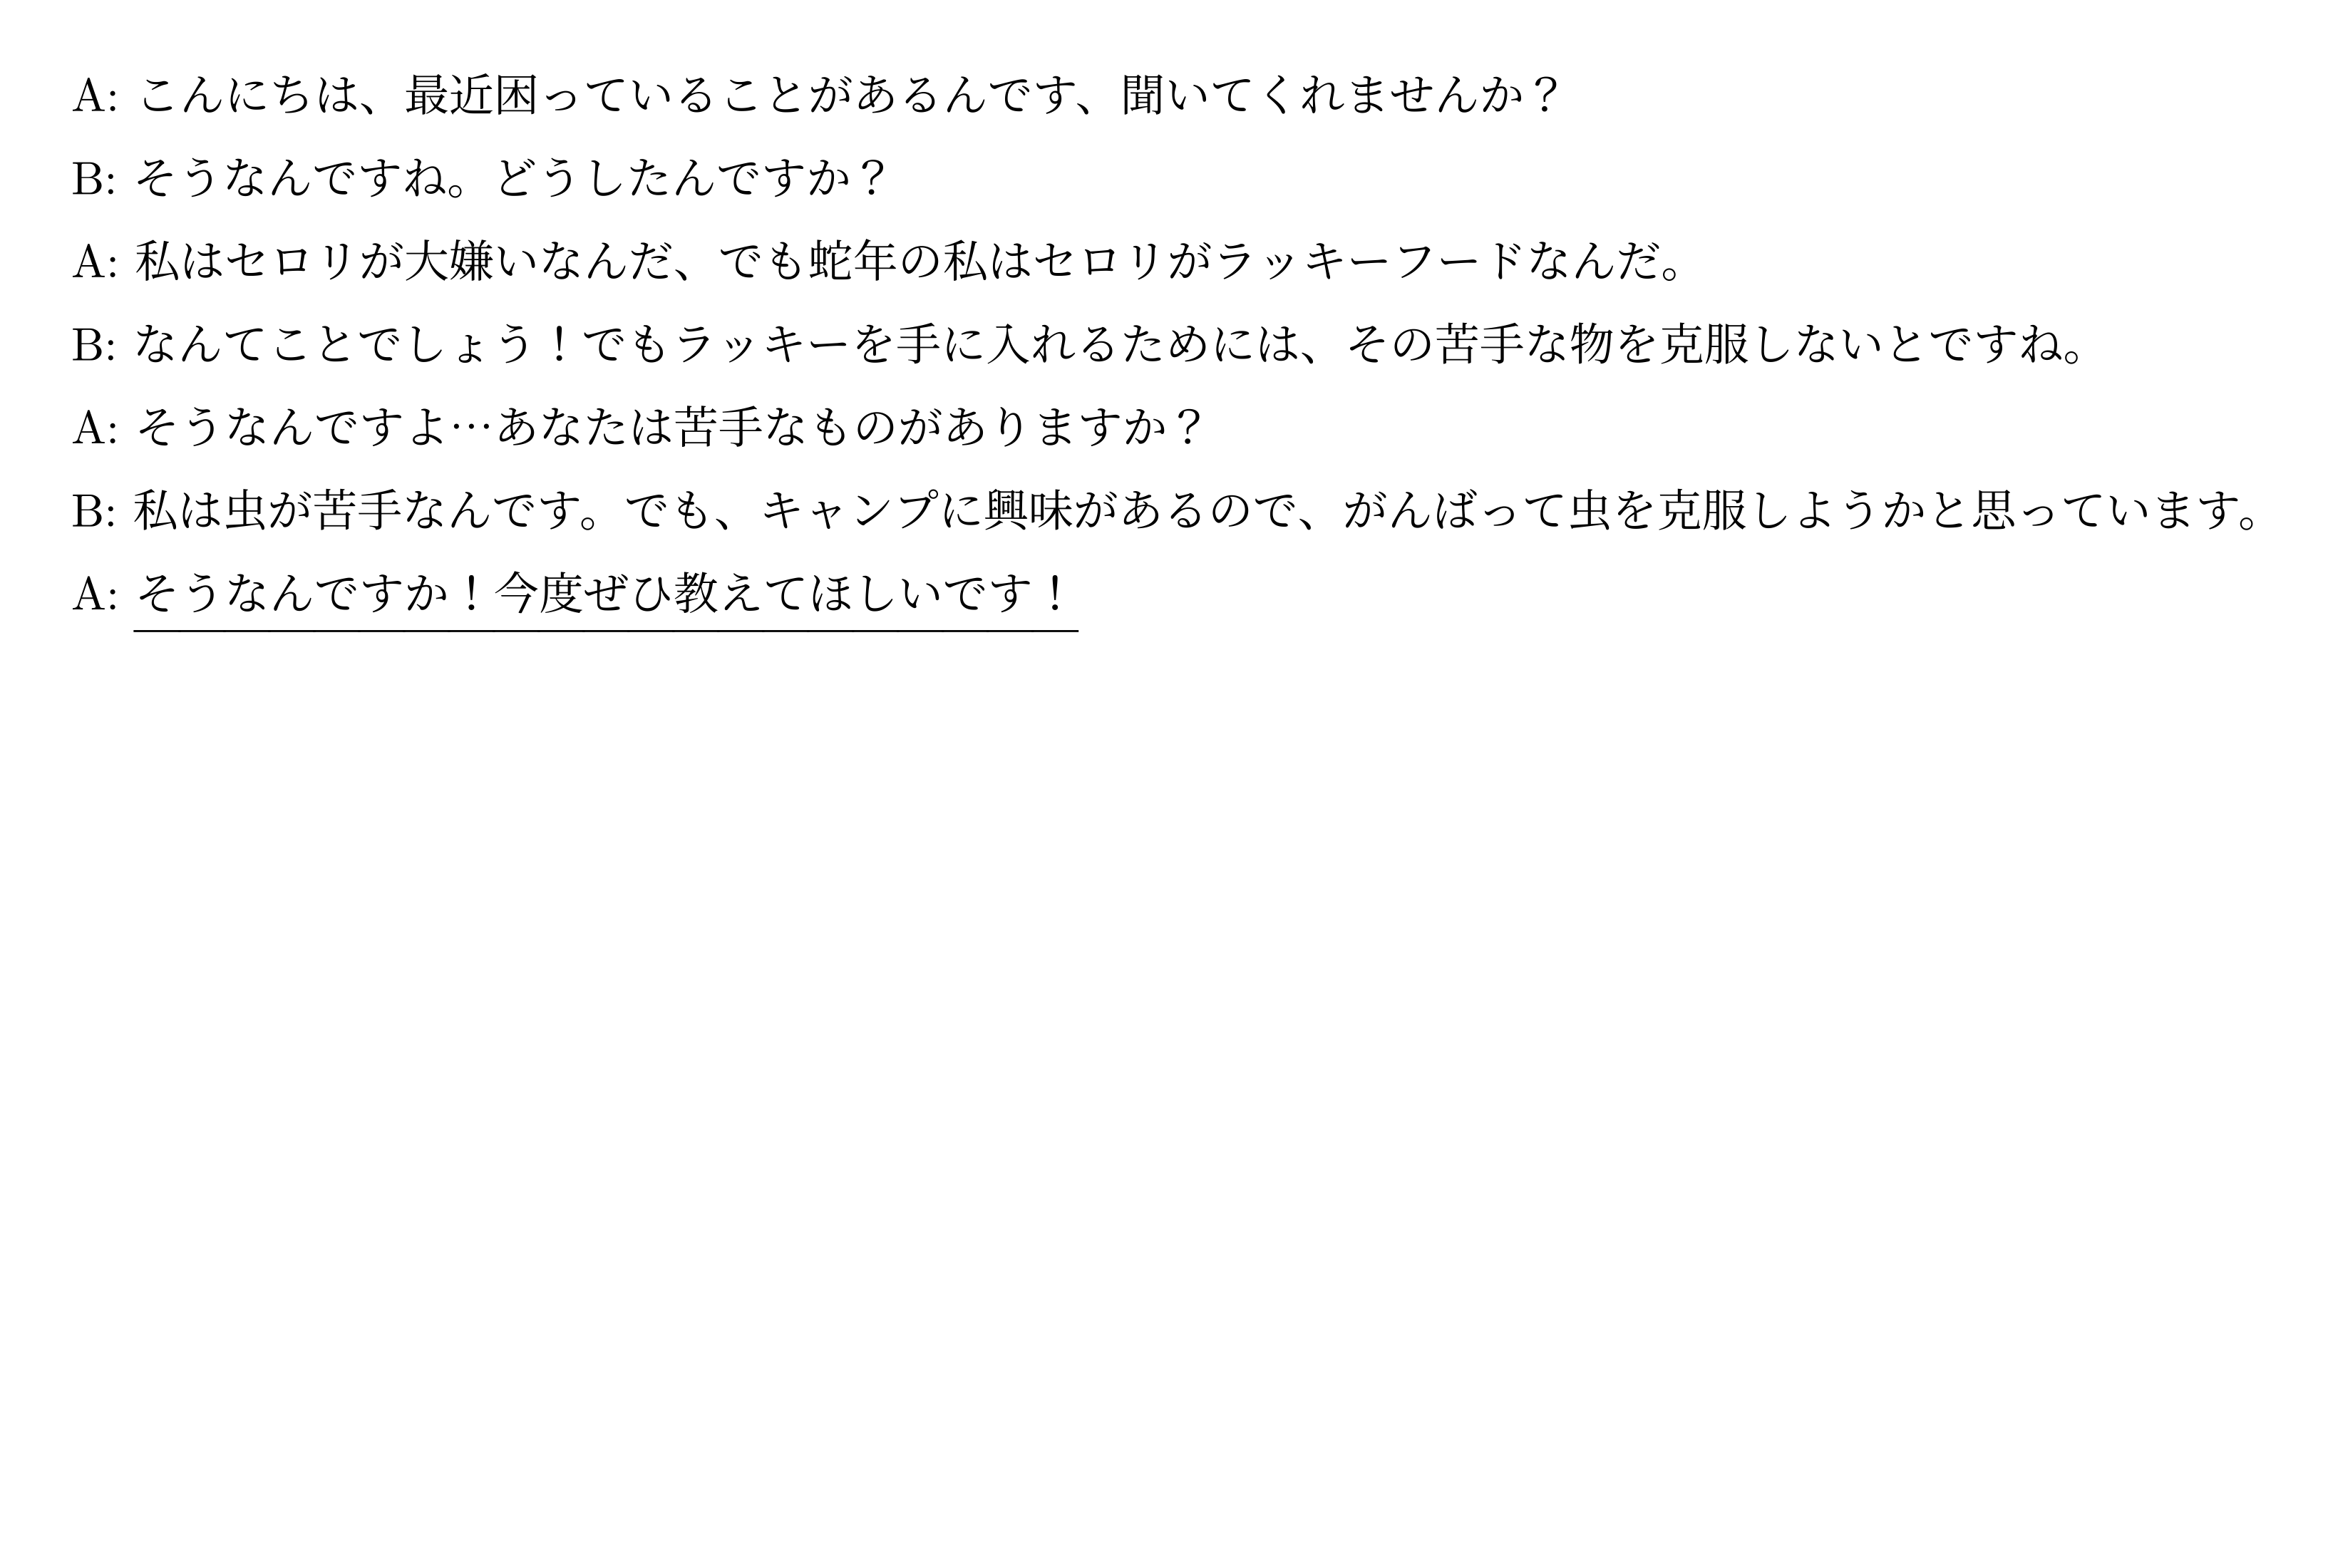 A: こんにちは、最近困っていることがあるんです、聞いてくれませんか？
B: そうなんですね。どうしたんですか？
A: 私はセロリが大嫌いなんだ、でも蛇年の私はセロリがラッキーフードなんだ。
B: なんてことでしょう！でもラッキーを手に入れるためには、その苦手な物を克服しないとですね。
A: そうなんですよ…あなたは苦手なものがありますか？
B: 私は虫が苦手なんです。でも、キャンプに興味があるので、がんばって虫を克服しようかと思っています。
A: そうなんですか！今度ぜひ教えてほしいです！